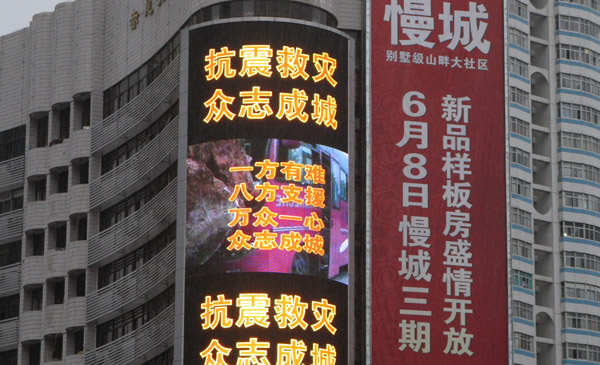 抗震救灾
众志成城
一方有难
八方支援
万众一心
众志成城
抗震救灾
众志成城
慢城
别墅级山畔大社区
新品样板房盛情开放
6月8日慢城三期